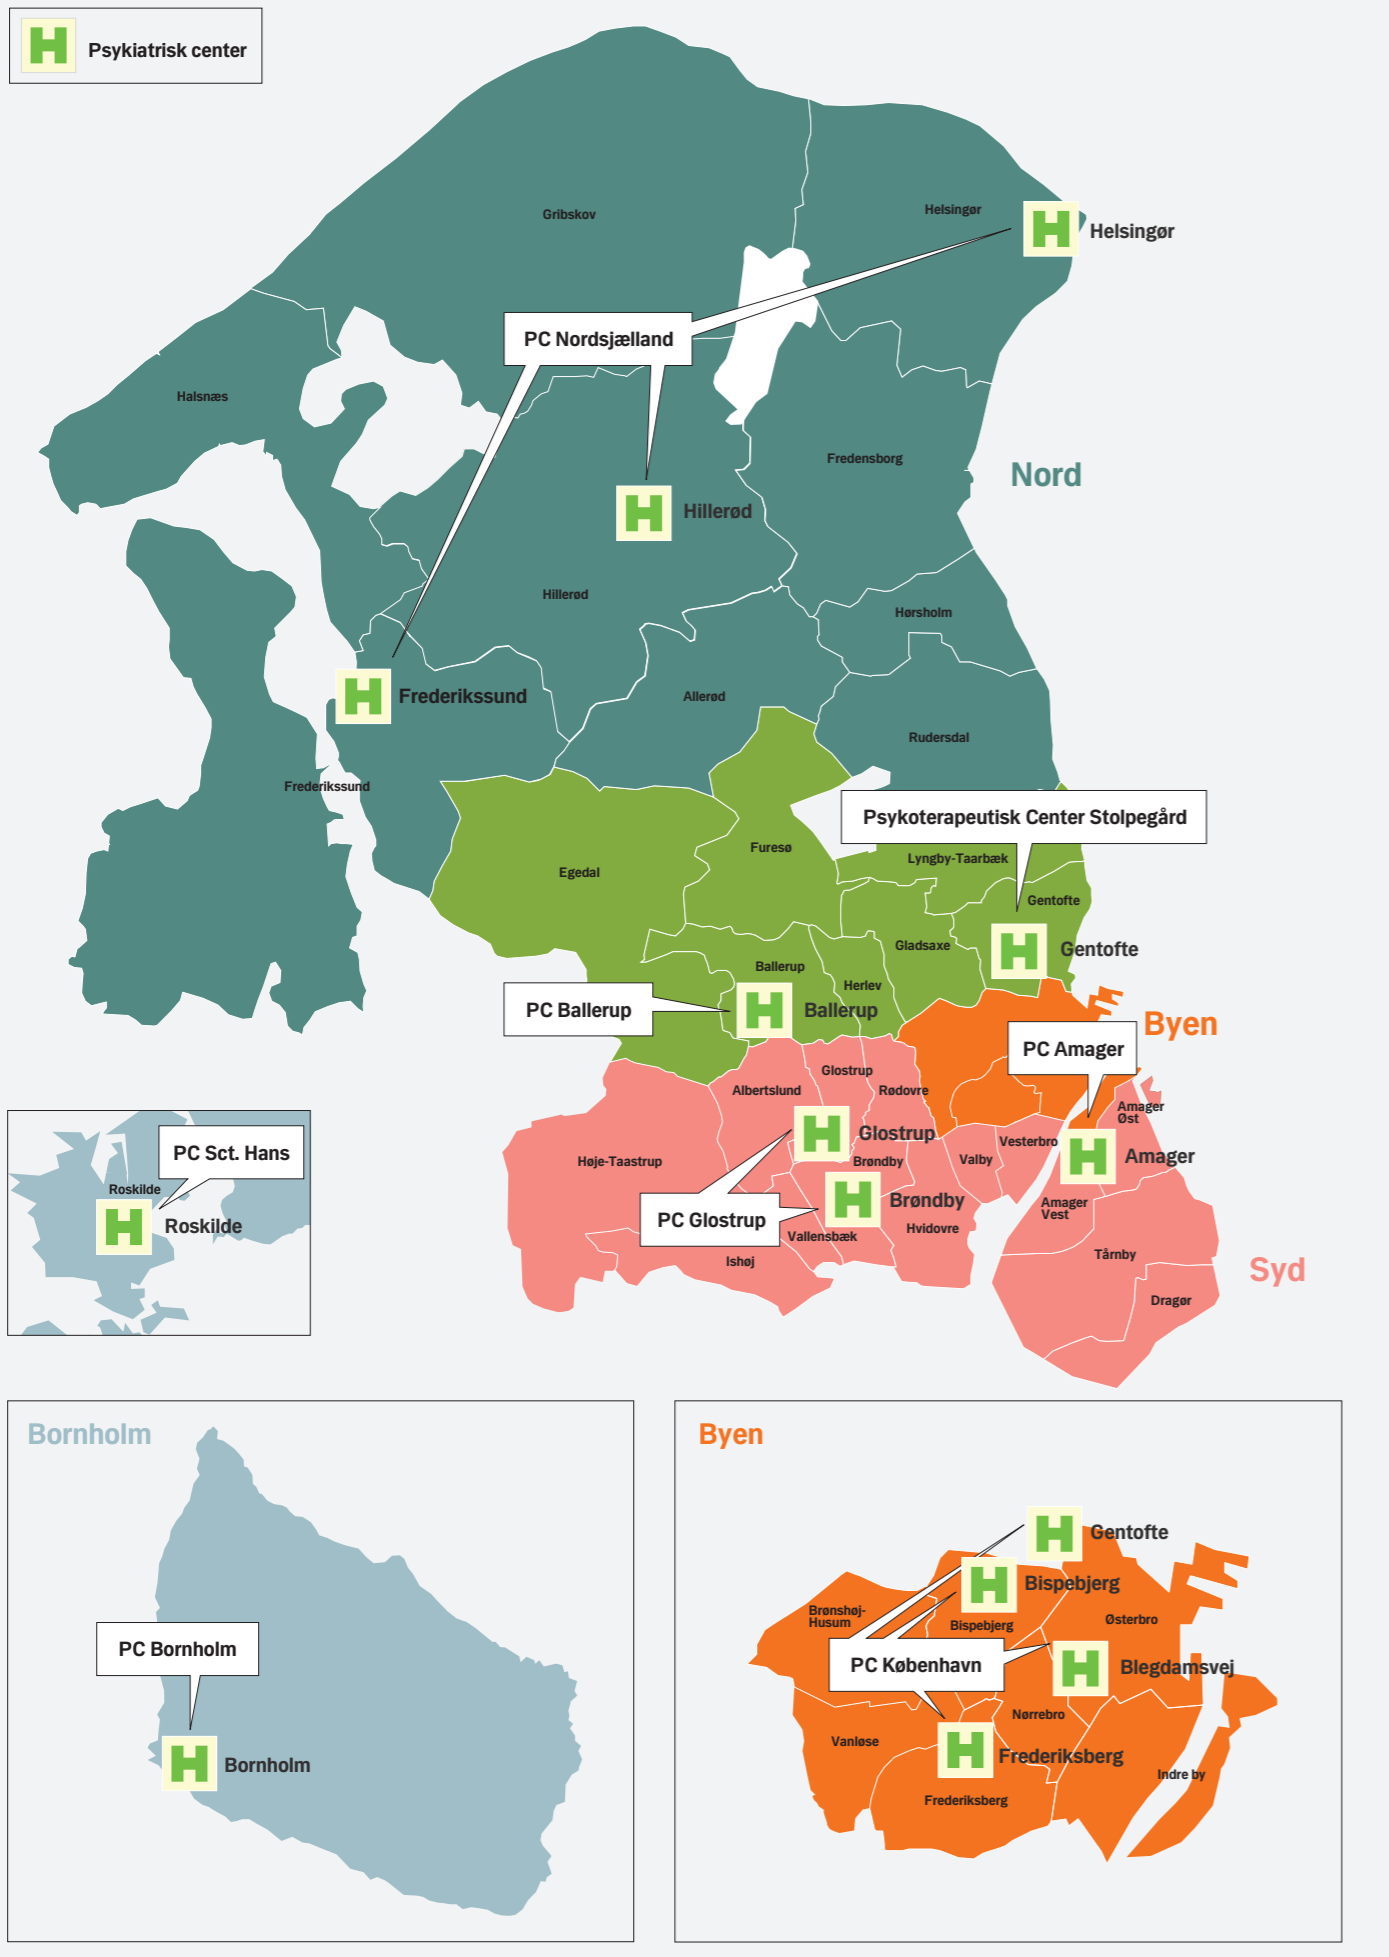 Psykiatrisk center
Gribskov
Helsingør
Helsingør
PC Nordsjælland
Halsnæs
Fredensborg
Nord
Hillerød
Hillerød
Hørsholm
Frederikssund
Allerød
Rudersdal
Frederikssund
Psykoterapeutisk Center Stolpegård
Furesø
Lyngby-Taarbæk
Egedal
Gentofte
Gladsaxe
Gentofte
Ballerup
Herlev
PC Ballerup
Ballerup
Byen
PC Amager
Glostrup
Albertslund
Rødovre
Amager
Øst
Glostrup
Vesterbro
Høje-Taastrup
Brøndby
Valby
Amager
PC Sct. Hans
Roskilde
Roskilde
Brøndby
Amager
Vest
PC Glostrup
Hvidovre
Vallensbæk
Ishøj
Tårnby
Syd
Dragør
Bornholm
PC Bornholm
Bornholm
Byen
Gentofte
Bispebjerg
Brønshøj-
Husum
Bispebjerg
Østerbro
PC København
Blegdamsvej
Nørrebro
Vanløse
Frederiksberg
Indre by
Frederiksberg